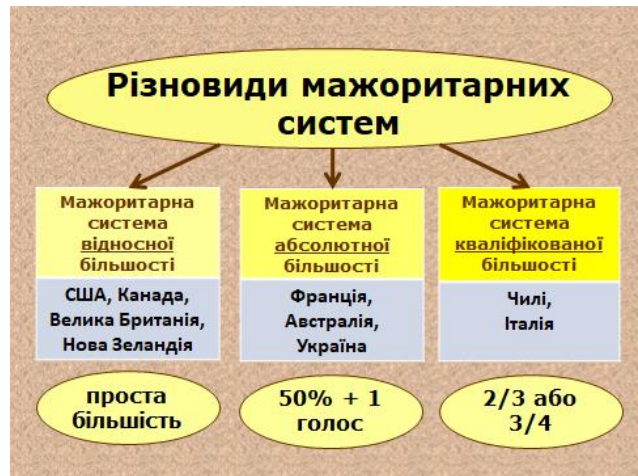 Різновиди мажоритарних
систем
Мажоритарна
система
відносної
більшості
США, Канада,
Велика Британія,
Нова Зеландія
проста
більшість
Мажоритарна
система
абсолютної
більшості
Франція,
Австралія,
Україна
50% + 1
голос
Мажоритарна
система
кваліфікованої
більшості
Чилі,
Італія
2/3 або
3/4